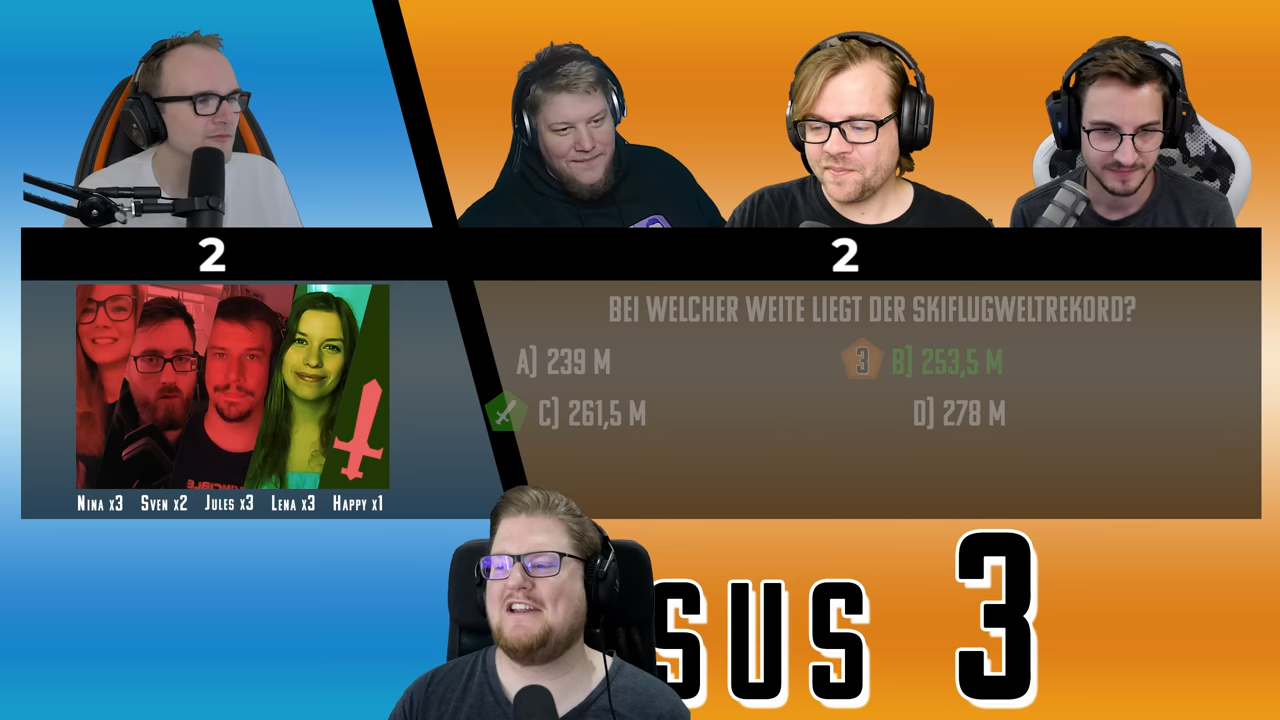 2
2
BEI WELCHER WEITE LIEGT DER SKIFLUGWELTREKORD?
A) 239 M
3 B) 253,5 M
C) 261,5 M
D) 278 M
NINA X3 SVEN X2 JULES X3 LENA X3 HAPPY X1
SUS 3